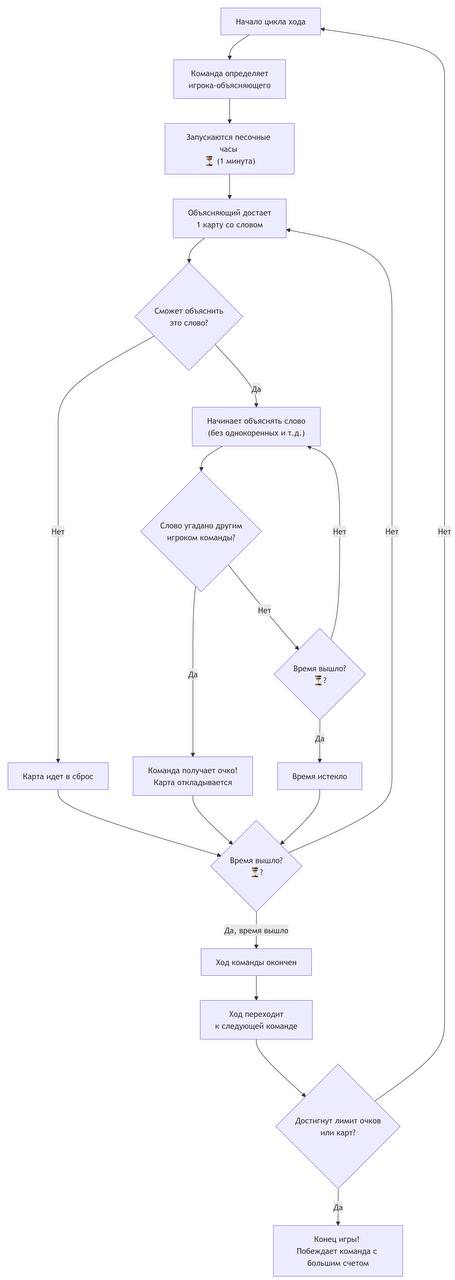 Начало цикла хода
Команда определяет
игрока-объясняющего
Запускаются песочные
часы
⏳ (1 минута)
Объясняющий достает
1 карту со словом
Сможет объяснить
это слово?
Да
Начинает объяснять слово
(без однокоренных и т.д.)
Слово угадано другим
игроком команды?
Нет
Нет
Нет
Нет
Нет
Время вышло?
⏳?
Да
Да
Карта идет в сброс
Команда получает очко!
Карта откладывается
Время истекло
Время вышло?
⏳?
Да, время вышло
Ход команды окончен
Ход переходит
к следующей команде
Достигнут лимит очков
или карт?
Да
Конец игры!
Побеждает команда с
большим счетом